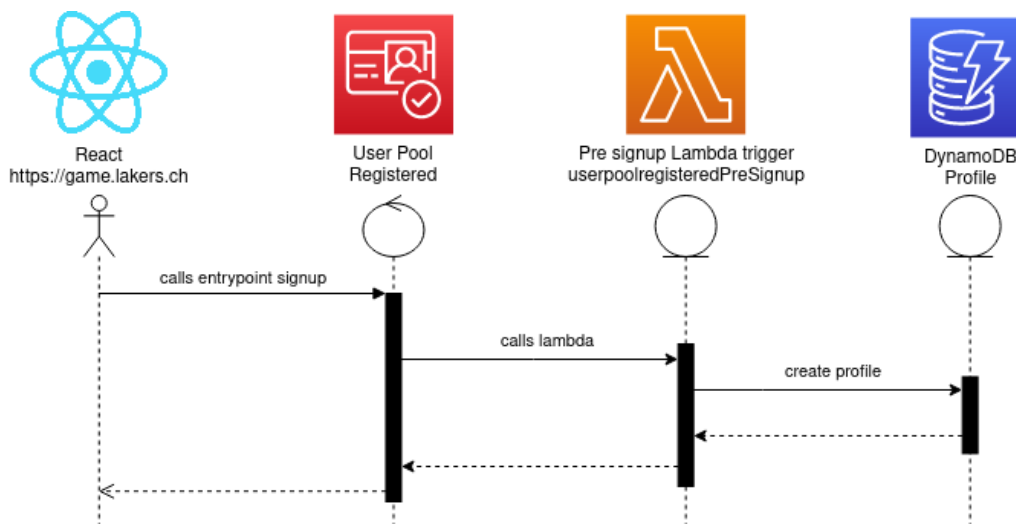 React
https://game.lakers.ch
User Pool
Registered
Pre signup Lambda trigger
userpoolregisteredPreSignup
DynamoDB
Profile
calls entrypoint signup
calls lambda
create profile